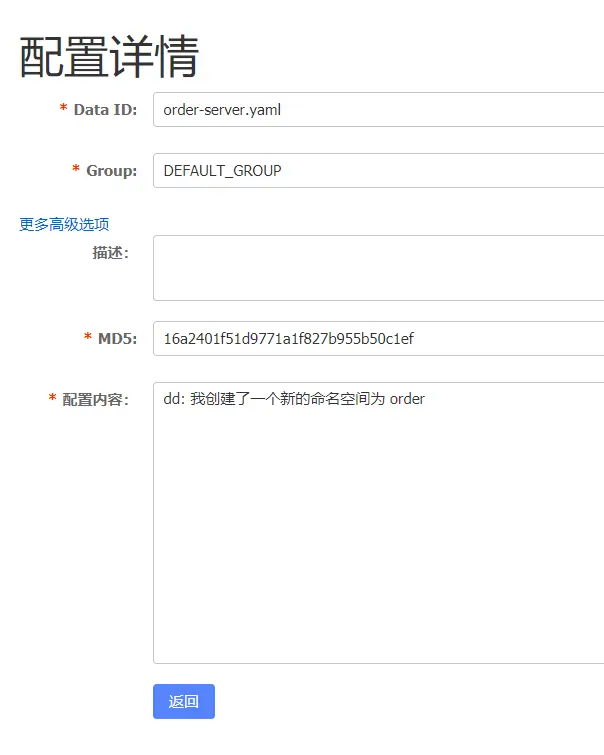 配置详情
* Data ID: order-server.yaml
* Group: DEFAULT_GROUP
更多高级选项
描述:
* MD5: 16a2401f51d9771a1f827b955b50c1ef
* 配置内容: dd: 我创建了一个新的命名空间为 order
返回